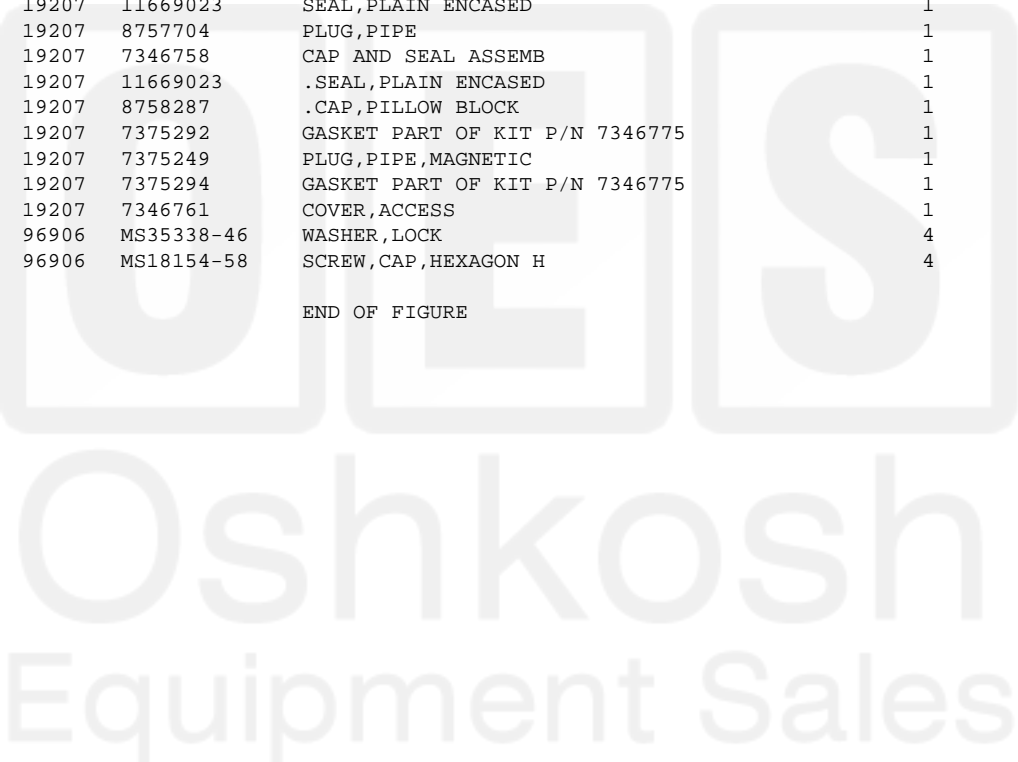 19207 11669023 SEAL,PLAIN ENCASED 1
19207 8757704 PLUG,PIPE 1
19207 7346758 CAP AND SEAL ASSEMB 1
19207 11669023 .SEAL,PLAIN ENCASED 1
19207 8758287 .CAP,PILLOW BLOCK 1
19207 7375292 GASKET PART OF KIT P/N 7346775 1
19207 7375249 PLUG,PIPE,MAGNETIC 1
19207 7375294 GASKET PART OF KIT P/N 7346775 1
19207 7346761 COVER,ACCESS 1
96906 MS35338-46 WASHER,LOCK 4
96906 MS18154-58 SCREW,CAP,HEXAGON H 4
END OF FIGURE
OES
Oshkosh
Equipment Sales